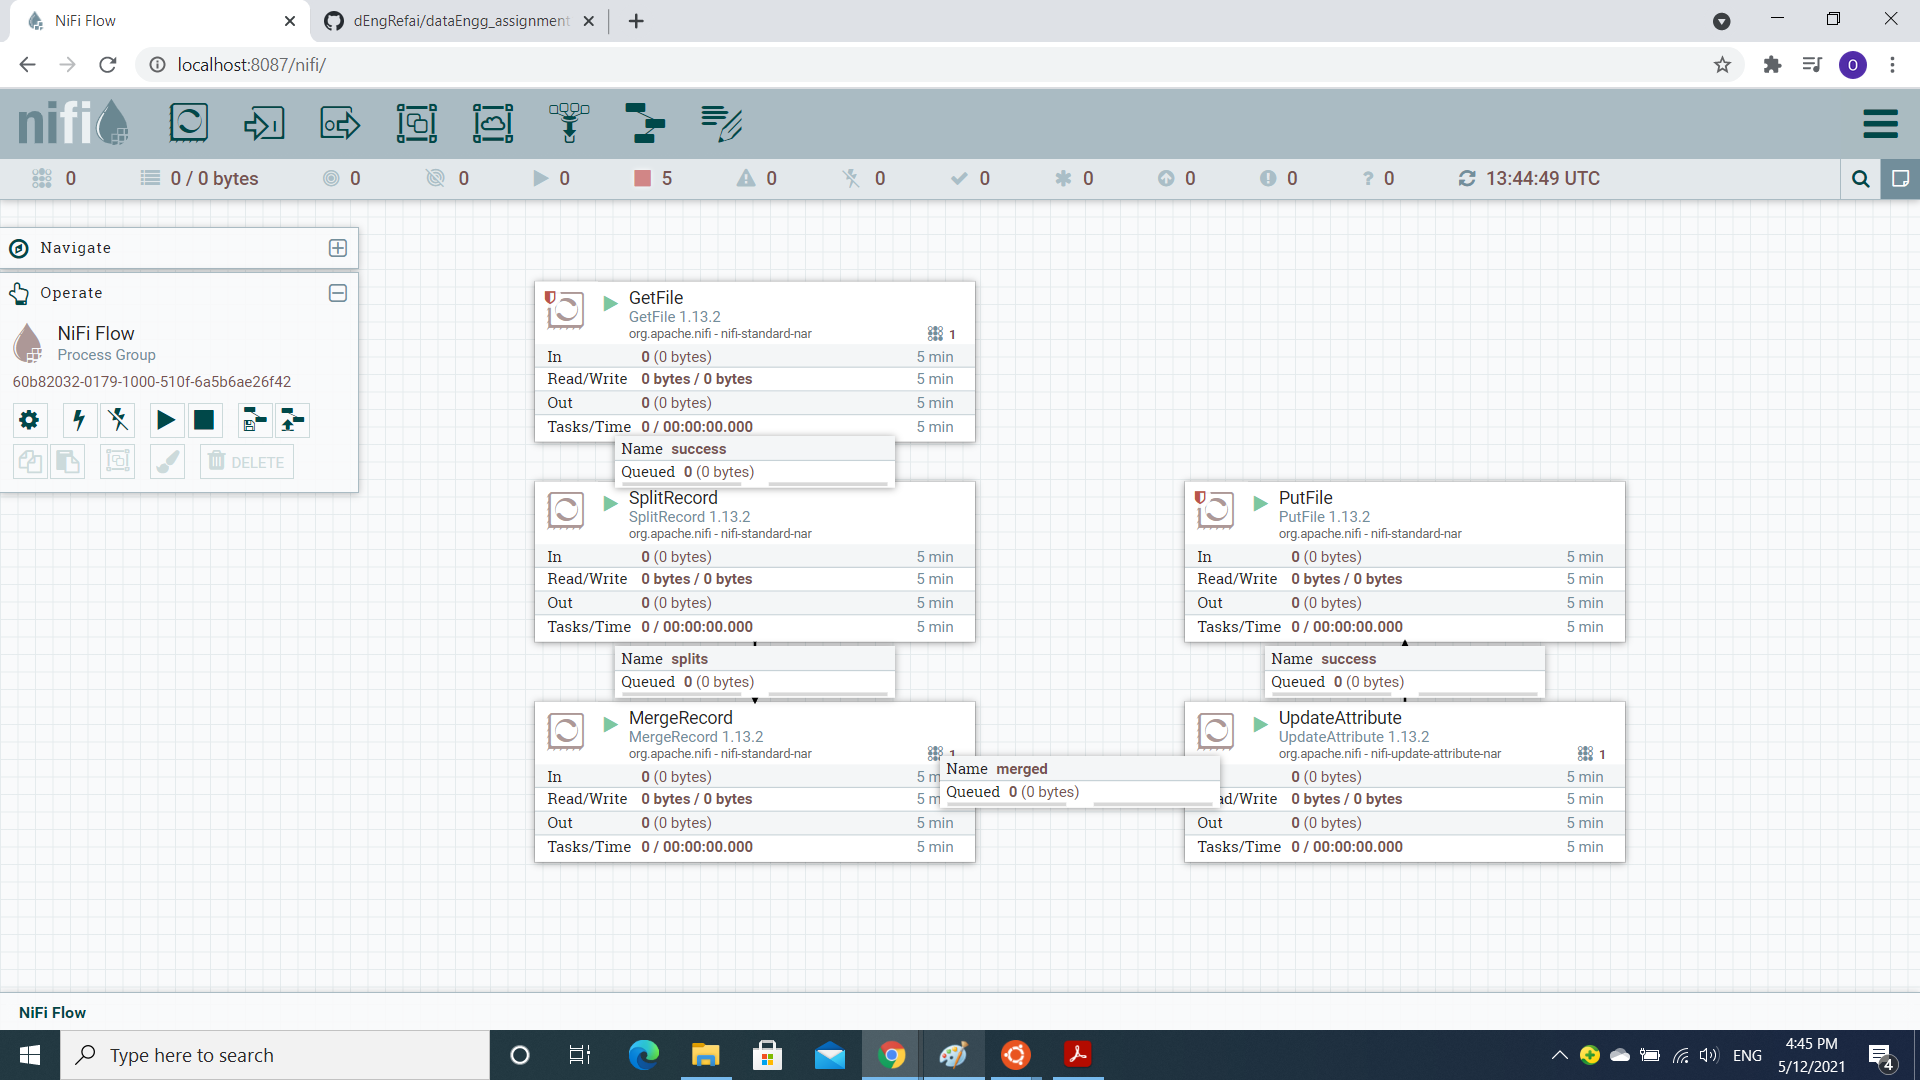 NiFi Flow
dEngRefai/dataEngg_assignment
localhost:8087/nifi/
O
nifi
0
0 / 0 bytes
0
0
0
5
0
0
0
0
0
0
0
13:44:49 UTC
Navigate
Operate
NiFi Flow
Process Group
60b82032-0179-1000-510f-6a5b6ae26f42
DELETE
GetFile
GetFile 1.13.2
org.apache.nifi - nifi-standard-nar
1
In 0 (0 bytes) 5 min
Read/Write 0 bytes / 0 bytes 5 min
Out 0 (0 bytes) 5 min
Tasks/Time 0 / 00:00:00.000 5 min
Name success
Queued 0 (0 bytes)
SplitRecord
SplitRecord 1.13.2
org.apache.nifi - nifi-standard-nar
In 0 (0 bytes) 5 min
Read/Write 0 bytes / 0 bytes 5 min
Out 0 (0 bytes) 5 min
Tasks/Time 0 / 00:00:00.000 5 min
Name splits
Queued 0 (0 bytes)
MergeRecord
MergeRecord 1.13.2
org.apache.nifi - nifi-standard-nar
1
In 0 (0 bytes) 5 m
Read/Write 0 bytes / 0 bytes 5 m
Out 0 (0 bytes) 5 min
Tasks/Time 0 / 00:00:00.000 5 min
Name merged
Queued 0 (0 bytes)
PutFile
PutFile 1.13.2
org.apache.nifi - nifi-standard-nar
In 0 (0 bytes) 5 min
Read/Write 0 bytes / 0 bytes 5 min
Out 0 (0 bytes) 5 min
Tasks/Time 0 / 00:00:00.000 5 min
Name success
Queued 0 (0 bytes)
UpdateAttribute
UpdateAttribute 1.13.2
org.apache.nifi - nifi-update-attribute-nar
1
0 (0 bytes) 5 min
ad/Write 0 bytes / 0 bytes 5 min
Out 0 (0 bytes) 5 min
Tasks/Time 0 / 00:00:00.000 5 min
NiFi Flow
Type here to search
ENG
4:45 PM
5/12/2021
4